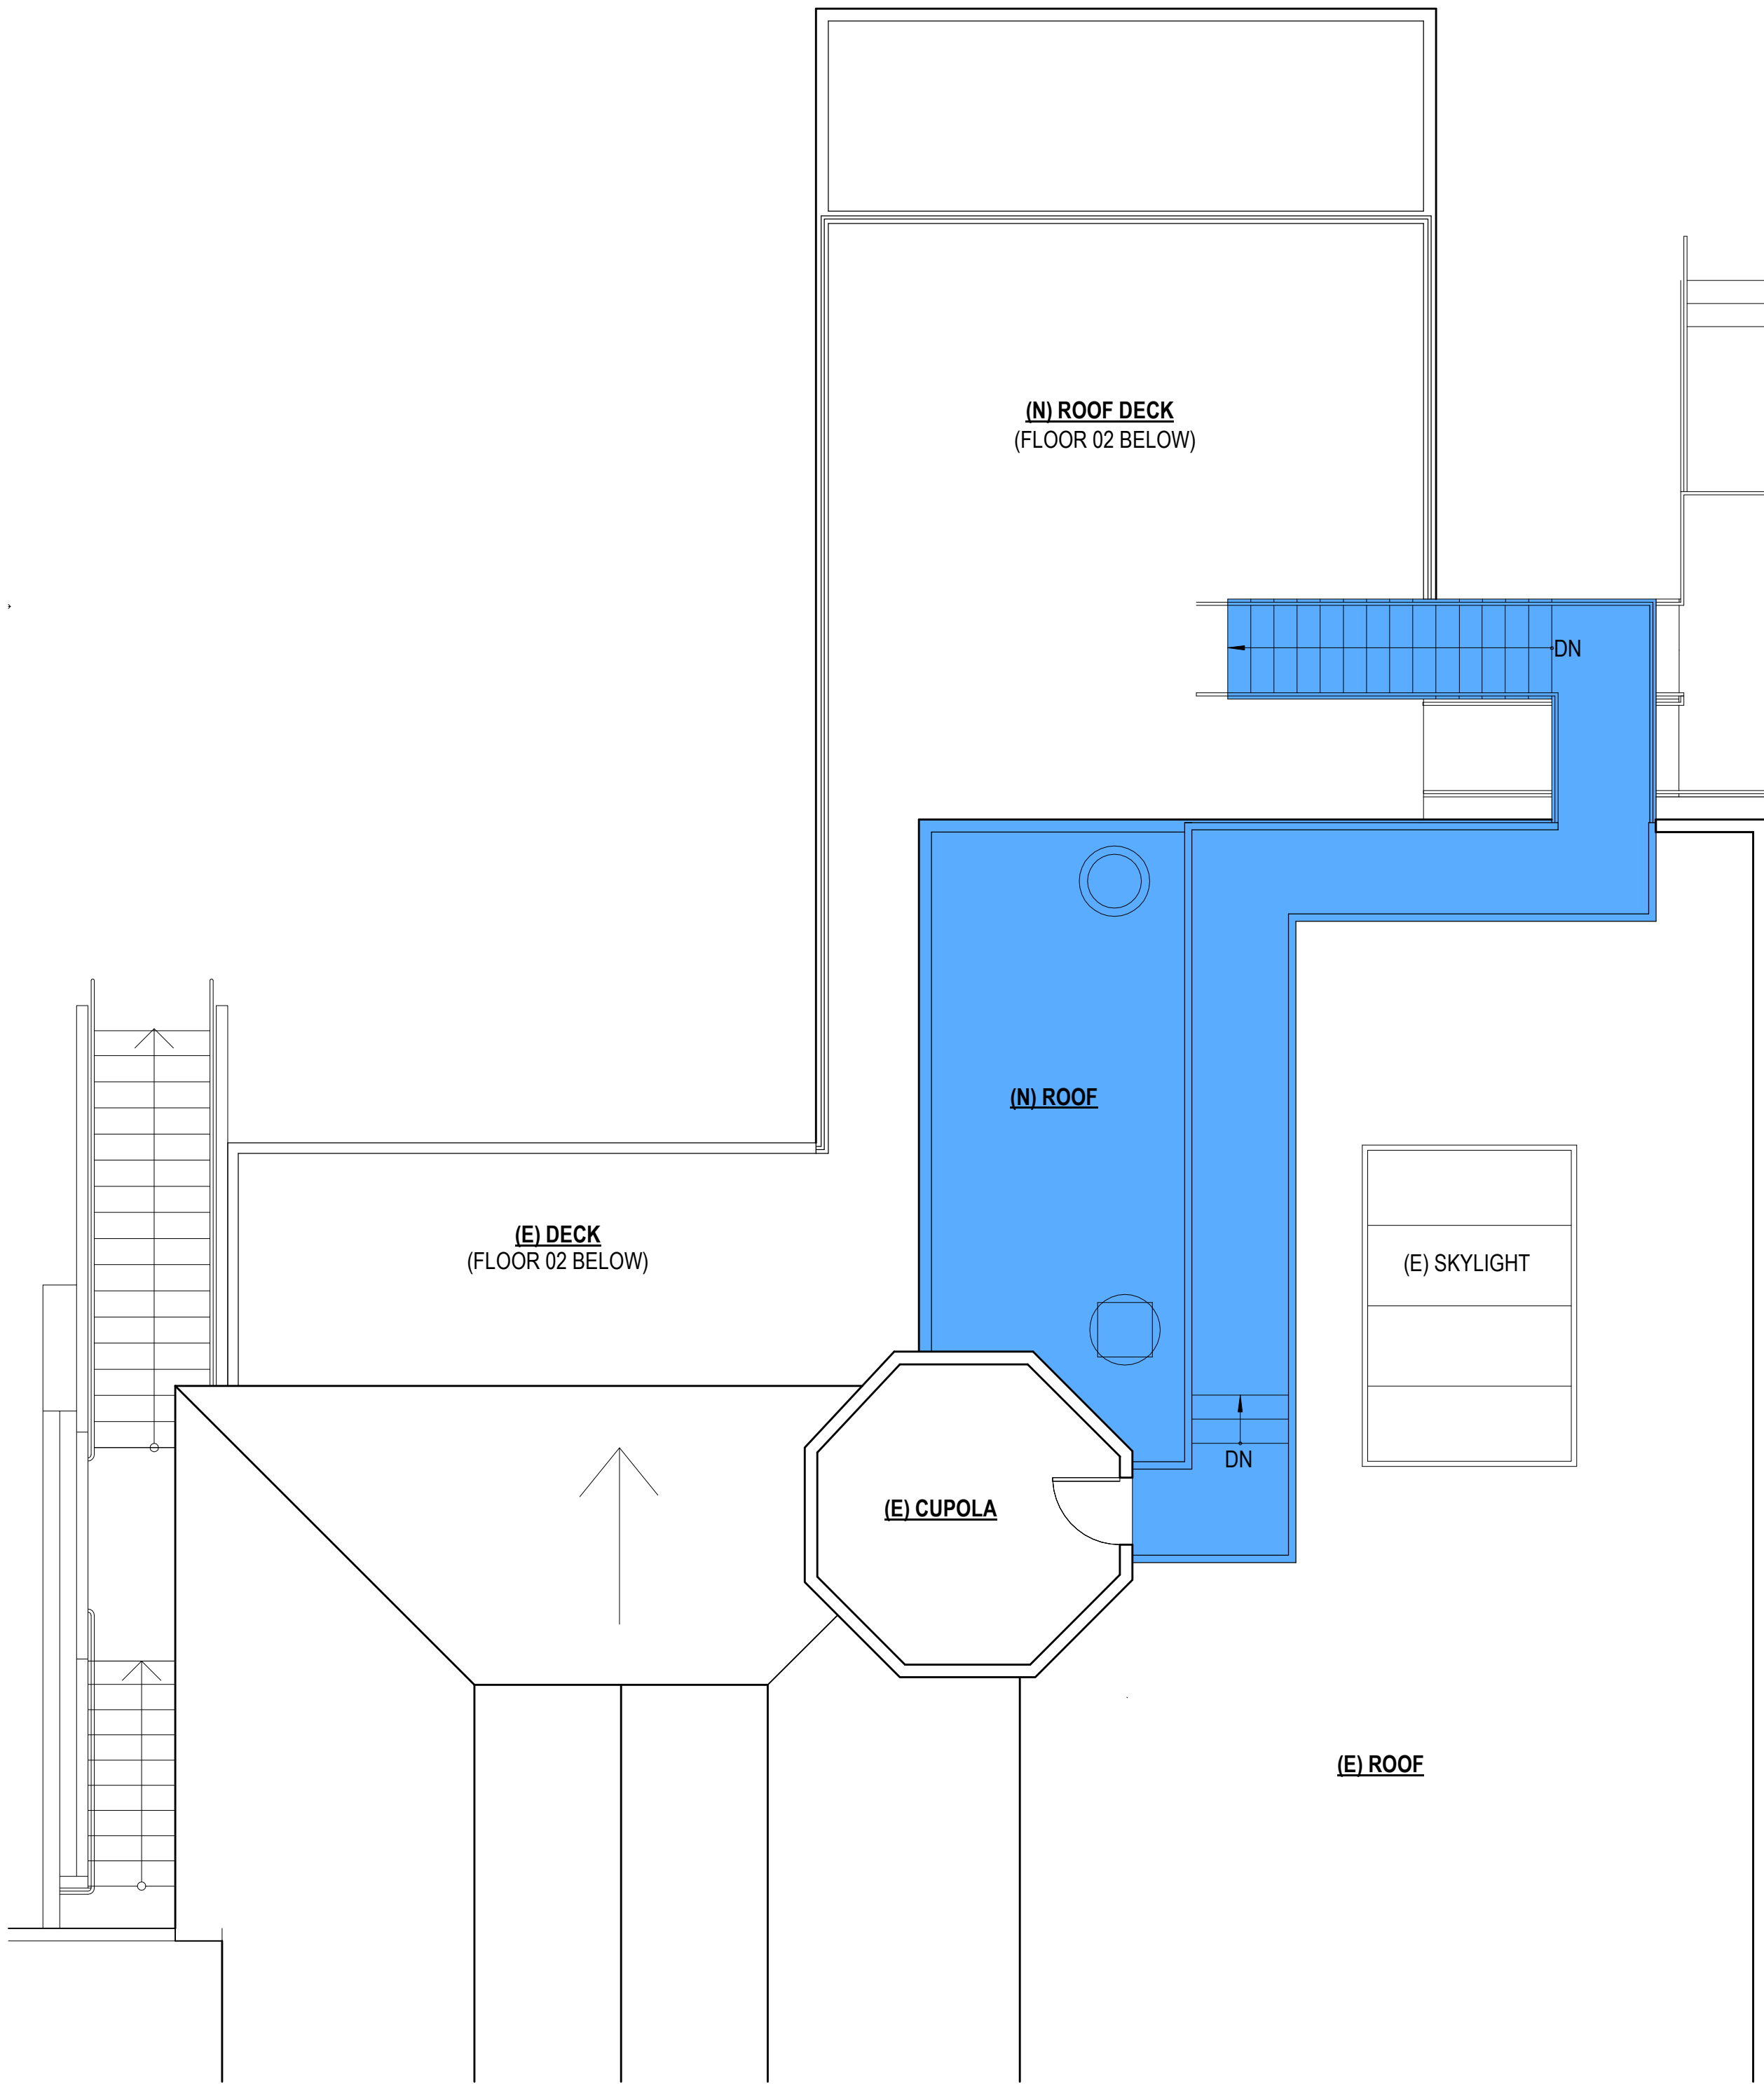 (N) ROOF DECK
(FLOOR 02 BELOW)
DN
(N) ROOF
(E) DECK
(FLOOR 02 BELOW)
(E) SKYLIGHT
DN
(E) CUPOLA
(E) ROOF